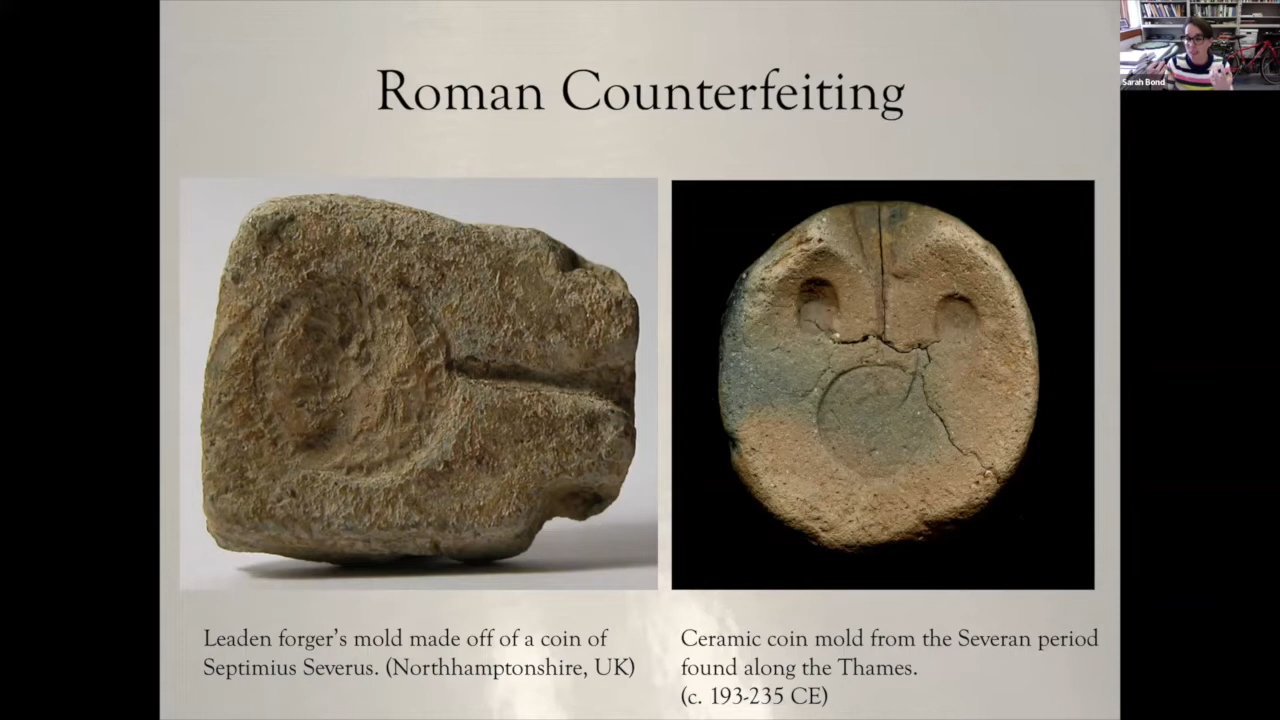 Roman Counterfeiting
Sarah Bond
Leaden forger's mold made off of a coin of
Septimius Severus. (Northhamptonshire, UK)
Ceramic coin mold from the Severan period
found along the Thames.
(c. 193-235 CE)